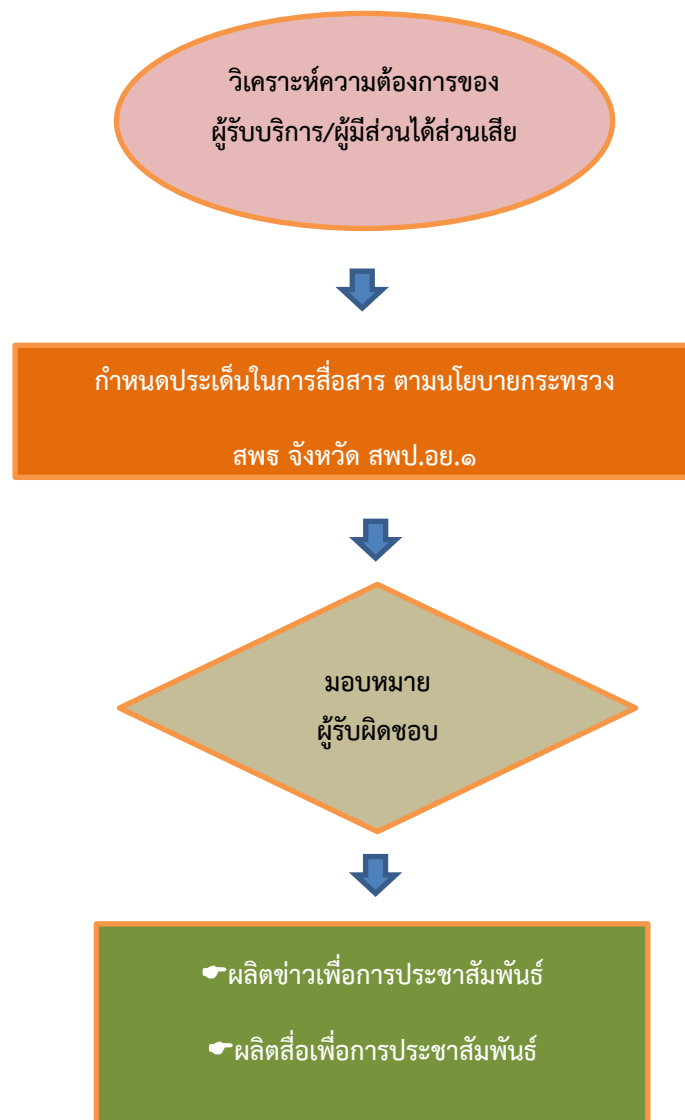 วิเคราะห์ความต้องการของ
ผู้รับบริการ/ผู้มีส่วนได้ส่วนเสีย
กำหนดประเด็นในการสื่อสาร ตามนโยบายกระทรวง
สพฐ จังหวัด สพป.อย.๑
มอบหมาย
ผู้รับผิดชอบ
☛ผลิตข่าวเพื่อการประชาสัมพันธ์
☛ผลิตสื่อเพื่อการประชาสัมพันธ์